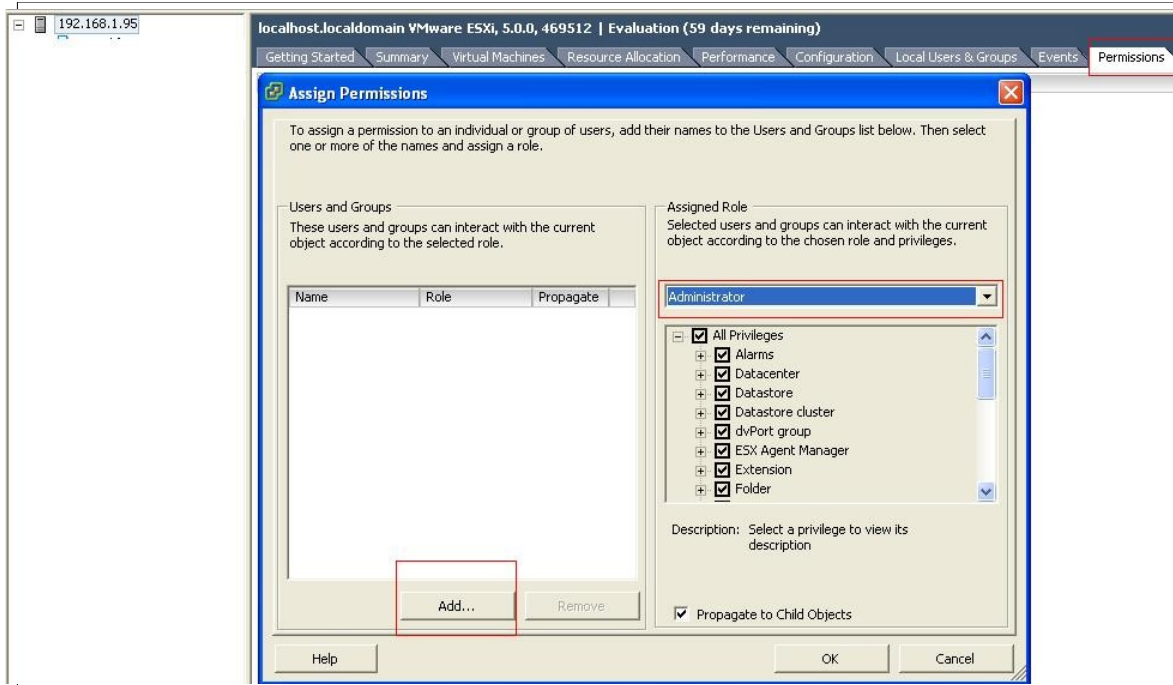 192.168.1.95
localhost.localdomain VMware ESXi, 5.0.0, 469512 | Evaluation (59 days remaining)
Getting Started Summary Virtual Machines Resource Allocation Performance Configuration Local Users & Groups Events Permissions
Assign Permissions
To assign a permission to an individual or group of users, add their names to the Users and Groups list below. Then select
one or more of the names and assign a role.
Users and Groups
These users and groups can interact with the current
object according to the selected role.
Name Role Propagate
Add...
Remove
Assigned Role
Selected users and groups can interact with the current
object according to the chosen role and privileges.
Administrator
All Privileges
Alarms
Datacenter
Datastore
Datastore cluster
dvPort group
ESX Agent Manager
Extension
Folder
Description: Select a privilege to view its
description
Propagate to Child Objects
Help
OK
Cancel